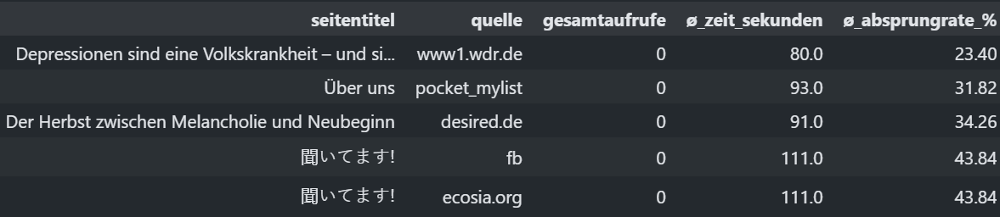 seitentitel quelle gesamtaufrufe ø_zeit_sekunden ø_absprungrate_%
Depressionen sind eine Volkskrankheit – und si... www1.wdr.de 0 80.0 23.40
Über uns pocket_mylist 0 93.0 31.82
Der Herbst zwischen Melancholie und Neubeginn desired.de 0 91.0 34.26
聞いてます! fb 0 111.0 43.84
聞いてます! ecosia.org 0 111.0 43.84